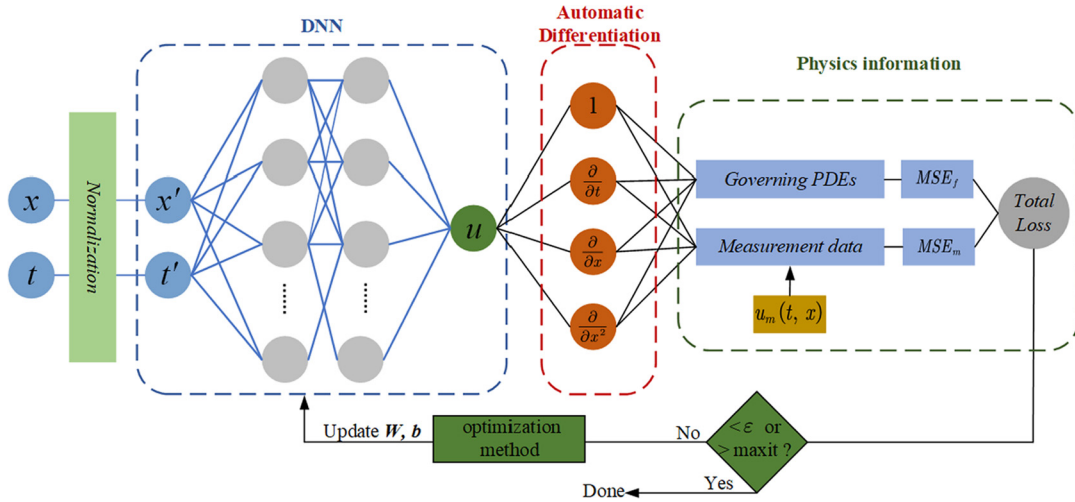 DNN
Automatic
Differentiation
Physics information
x
t
Normalization
x'
t'
........
........
u
1
∂/∂t
∂/∂x
∂/∂x²
Governing PDEs
MSE_f
Measurement data
MSE_m
u_m(t, x)
Total
Loss
Update W, b
optimization
method
No
<ε or
> maxit ?
Yes
Done